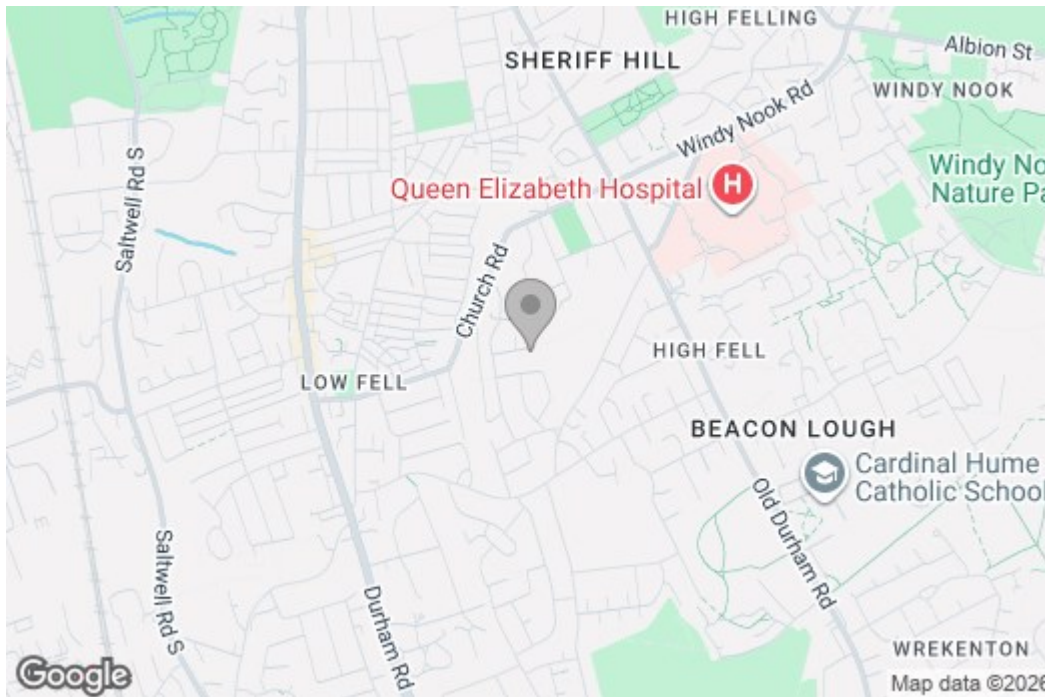 HIGH FELLING
Albion St
SHERIFF HILL
WINDY NOOK
Windy Nook Rd
Saltwell Rd S
Queen Elizabeth Hospital
H
Windy No
Nature Pa
Church Rd
HIGH FELL
LOW FELL
BEACON LOUGH
Cardinal Hume
Catholic School
Old Durham Rd
Saltwell Rd S
Durham Rd
WREKENTON
Google
Map data ©2026